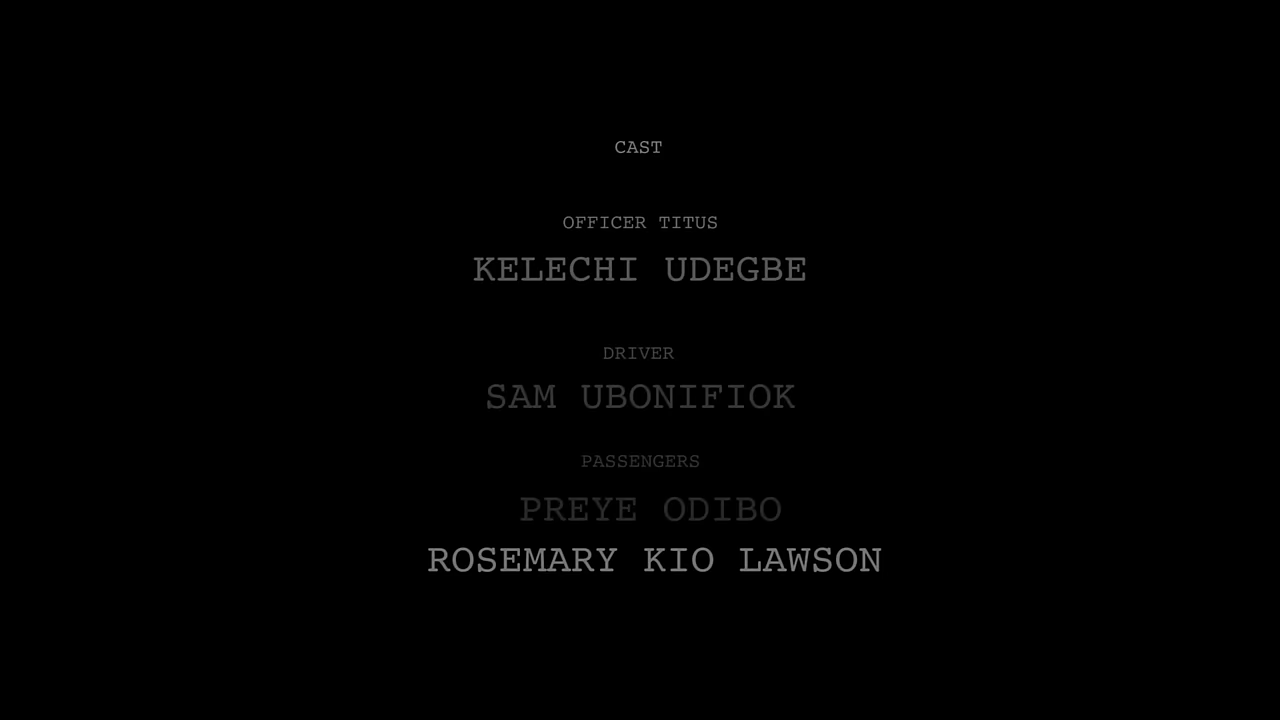 CAST
OFFICER TITUS
KELECHI UDEGBE
DRIVER
SAM UBONIFIOK
PASSENGERS
PREYE ODIBO
ROSEMARY KIO LAWSON